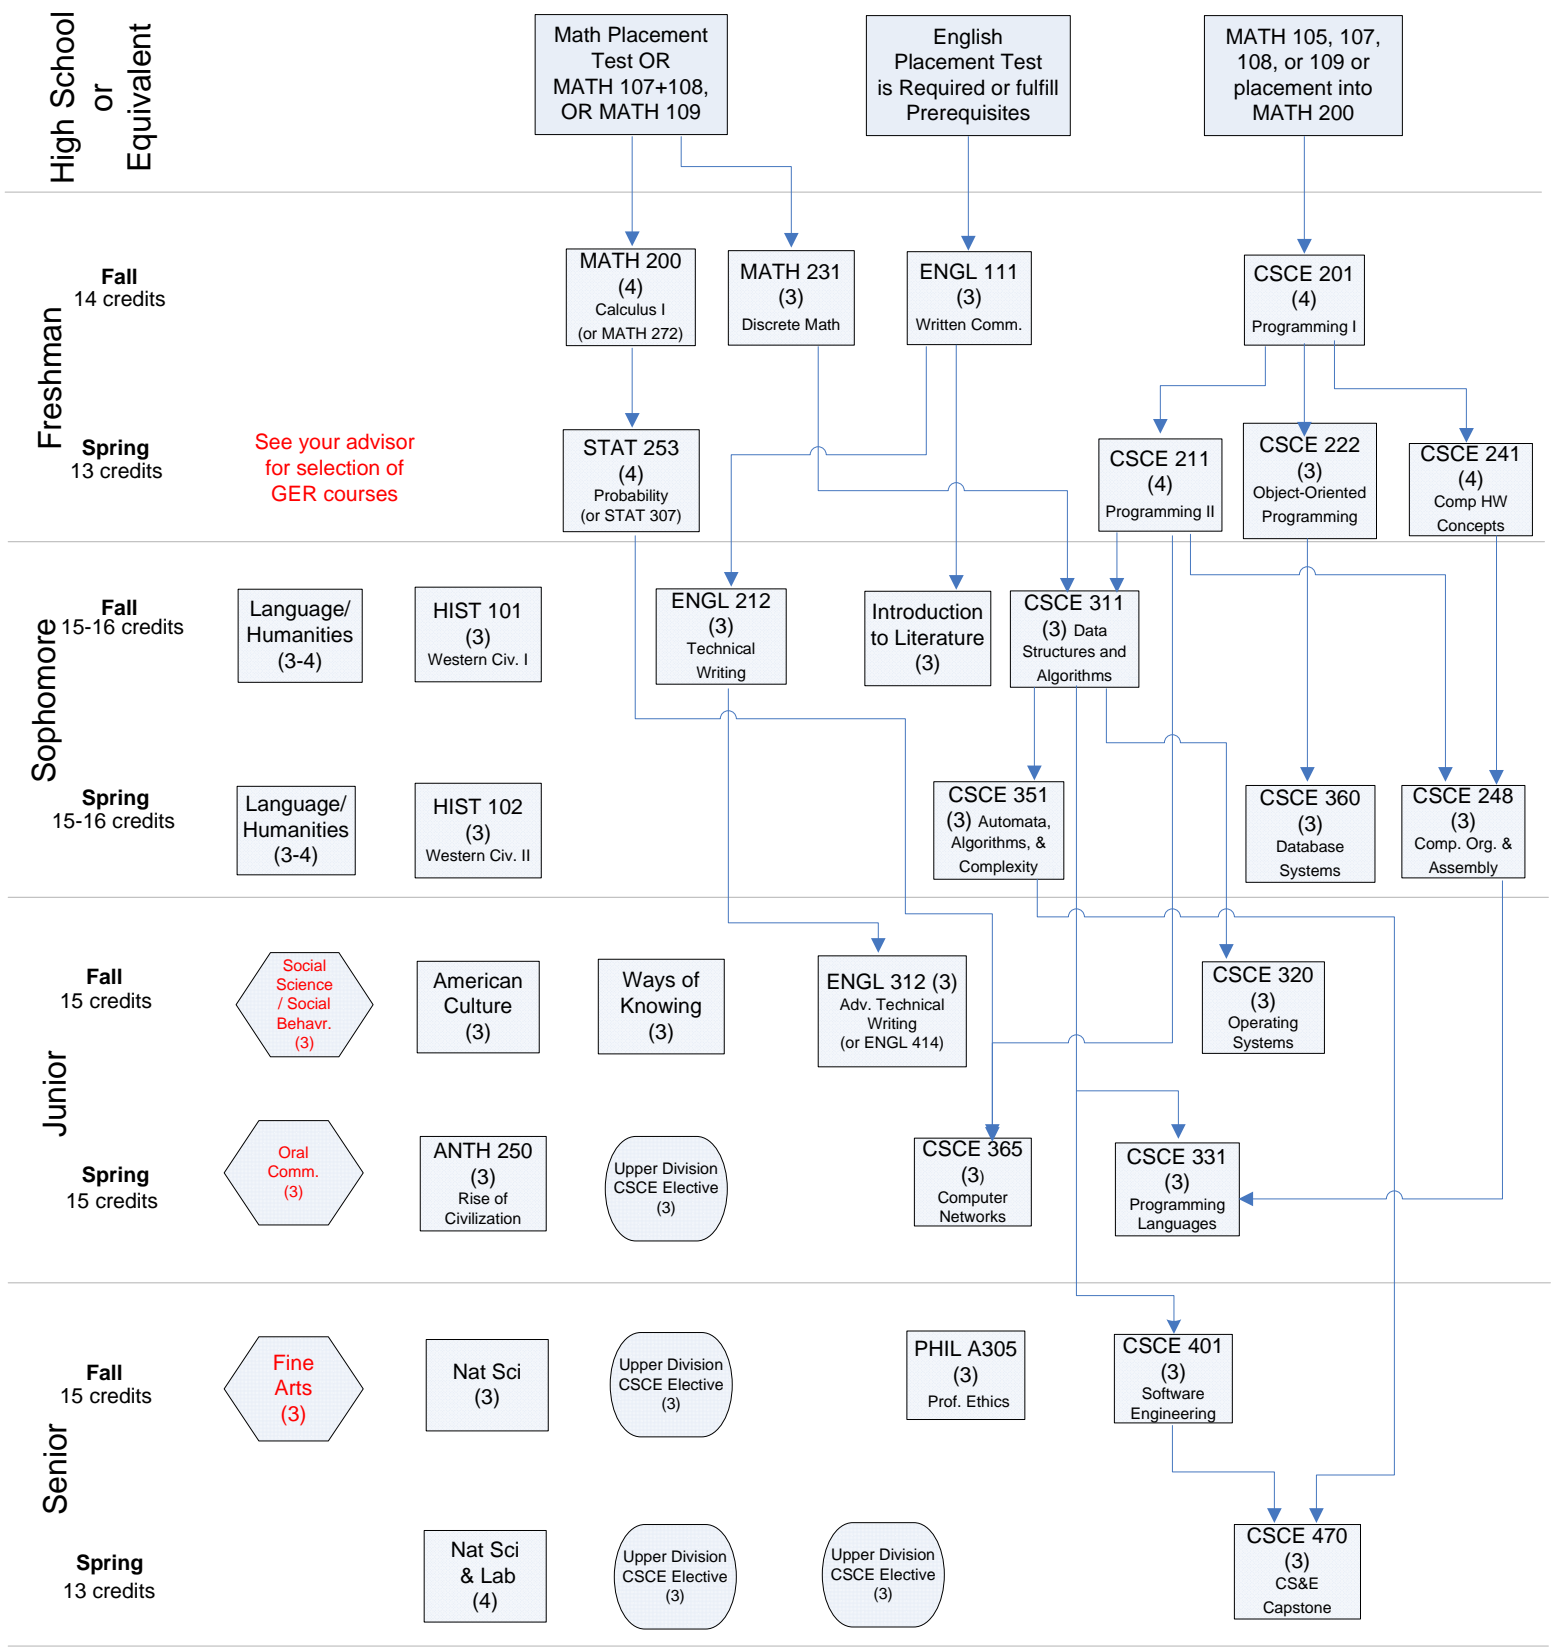 High School
or
Equivalent
Math Placement
Test OR
MATH 107+108,
OR MATH 109
English
Placement Test
is Required or fulfill
Prerequisites
MATH 105, 107,
108, or 109 or
placement into
MATH 200
Freshman
Fall
14 credits
MATH 200
(4)
Calculus I
(or MATH 272)
MATH 231
(3)
Discrete Math
ENGL 111
(3)
Written Comm.
CSCE 201
(4)
Programming I
Spring
13 credits
See your advisor
for selection of
GER courses
STAT 253
(4)
Probability
(or STAT 307)
CSCE 211
(4)
Programming II
CSCE 222
(3)
Object-Oriented
Programming
CSCE 241
(4)
Comp HW
Concepts
Sophomore
Fall
15-16 credits
Language/
Humanities
(3-4)
HIST 101
(3)
Western Civ. I
ENGL 212
(3)
Technical
Writing
Introduction
to Literature
(3)
CSCE 311
(3) Data
Structures and
Algorithms
Spring
15-16 credits
Language/
Humanities
(3-4)
HIST 102
(3)
Western Civ. II
CSCE 351
(3) Automata,
Algorithms, &
Complexity
CSCE 360
(3)
Database
Systems
CSCE 248
(3)
Comp. Org. &
Assembly
Junior
Fall
15 credits
Social
Science
/ Social
Behavr.
(3)
American
Culture
(3)
Ways of
Knowing
(3)
ENGL 312 (3)
Adv. Technical
Writing
(or ENGL 414)
CSCE 320
(3)
Operating
Systems
Spring
15 credits
Oral
Comm.
(3)
ANTH 250
(3)
Rise of
Civilization
Upper Division
CSCE Elective
(3)
CSCE 365
(3)
Computer
Networks
CSCE 331
(3)
Programming
Languages
Senior
Fall
15 credits
Fine
Arts
(3)
Nat Sci
(3)
Upper Division
CSCE Elective
(3)
PHIL A305
(3)
Prof. Ethics
CSCE 401
(3)
Software
Engineering
Spring
13 credits
Nat Sci
& Lab
(4)
Upper Division
CSCE Elective
(3)
Upper Division
CSCE Elective
(3)
CSCE 470
(3)
CS&E
Capstone